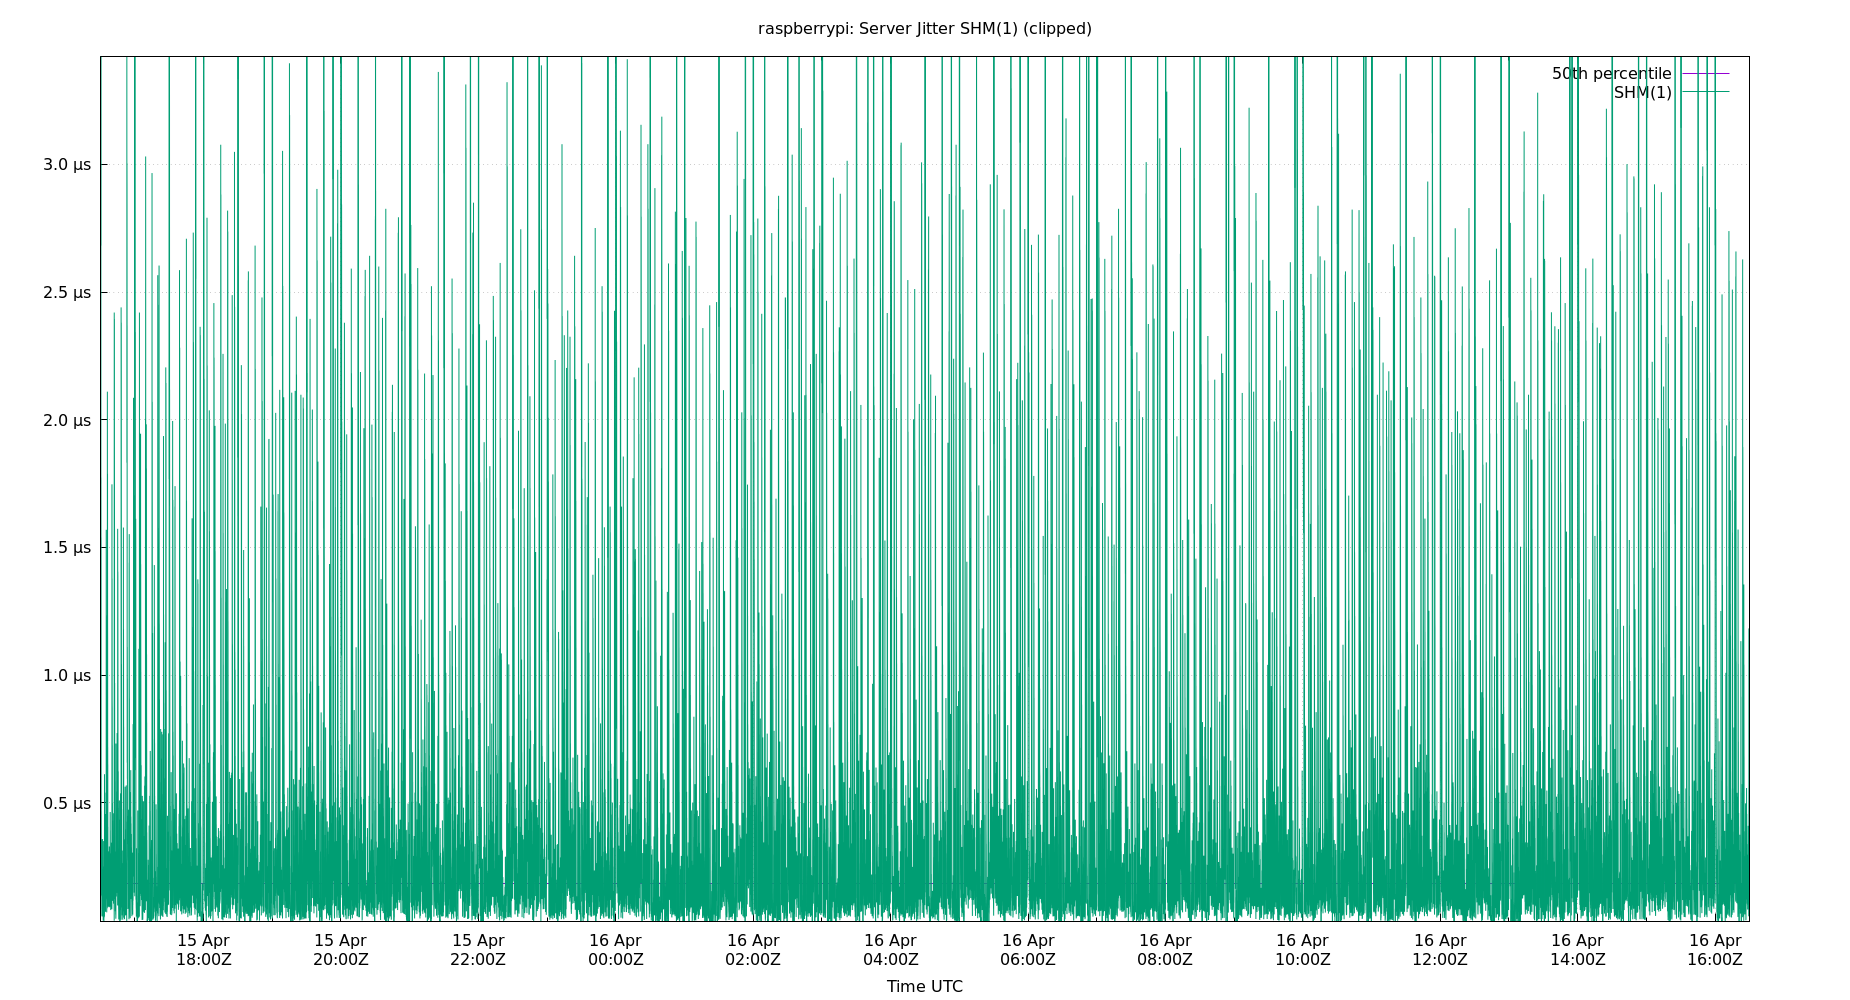 raspberrypi: Server Jitter SHM(1) (clipped)
50th percentile
SHM(1)
3.0 µs
2.5 µs
2.0 µs
1.5 µs
1.0 µs
0.5 µs
15 Apr 15 Apr 15 Apr 16 Apr 16 Apr 16 Apr 16 Apr 16 Apr 16 Apr 16 Apr 16 Apr 16 Apr
18:00Z 20:00Z 22:00Z 00:00Z 02:00Z 04:00Z 06:00Z 08:00Z 10:00Z 12:00Z 14:00Z 16:00Z
Time UTC